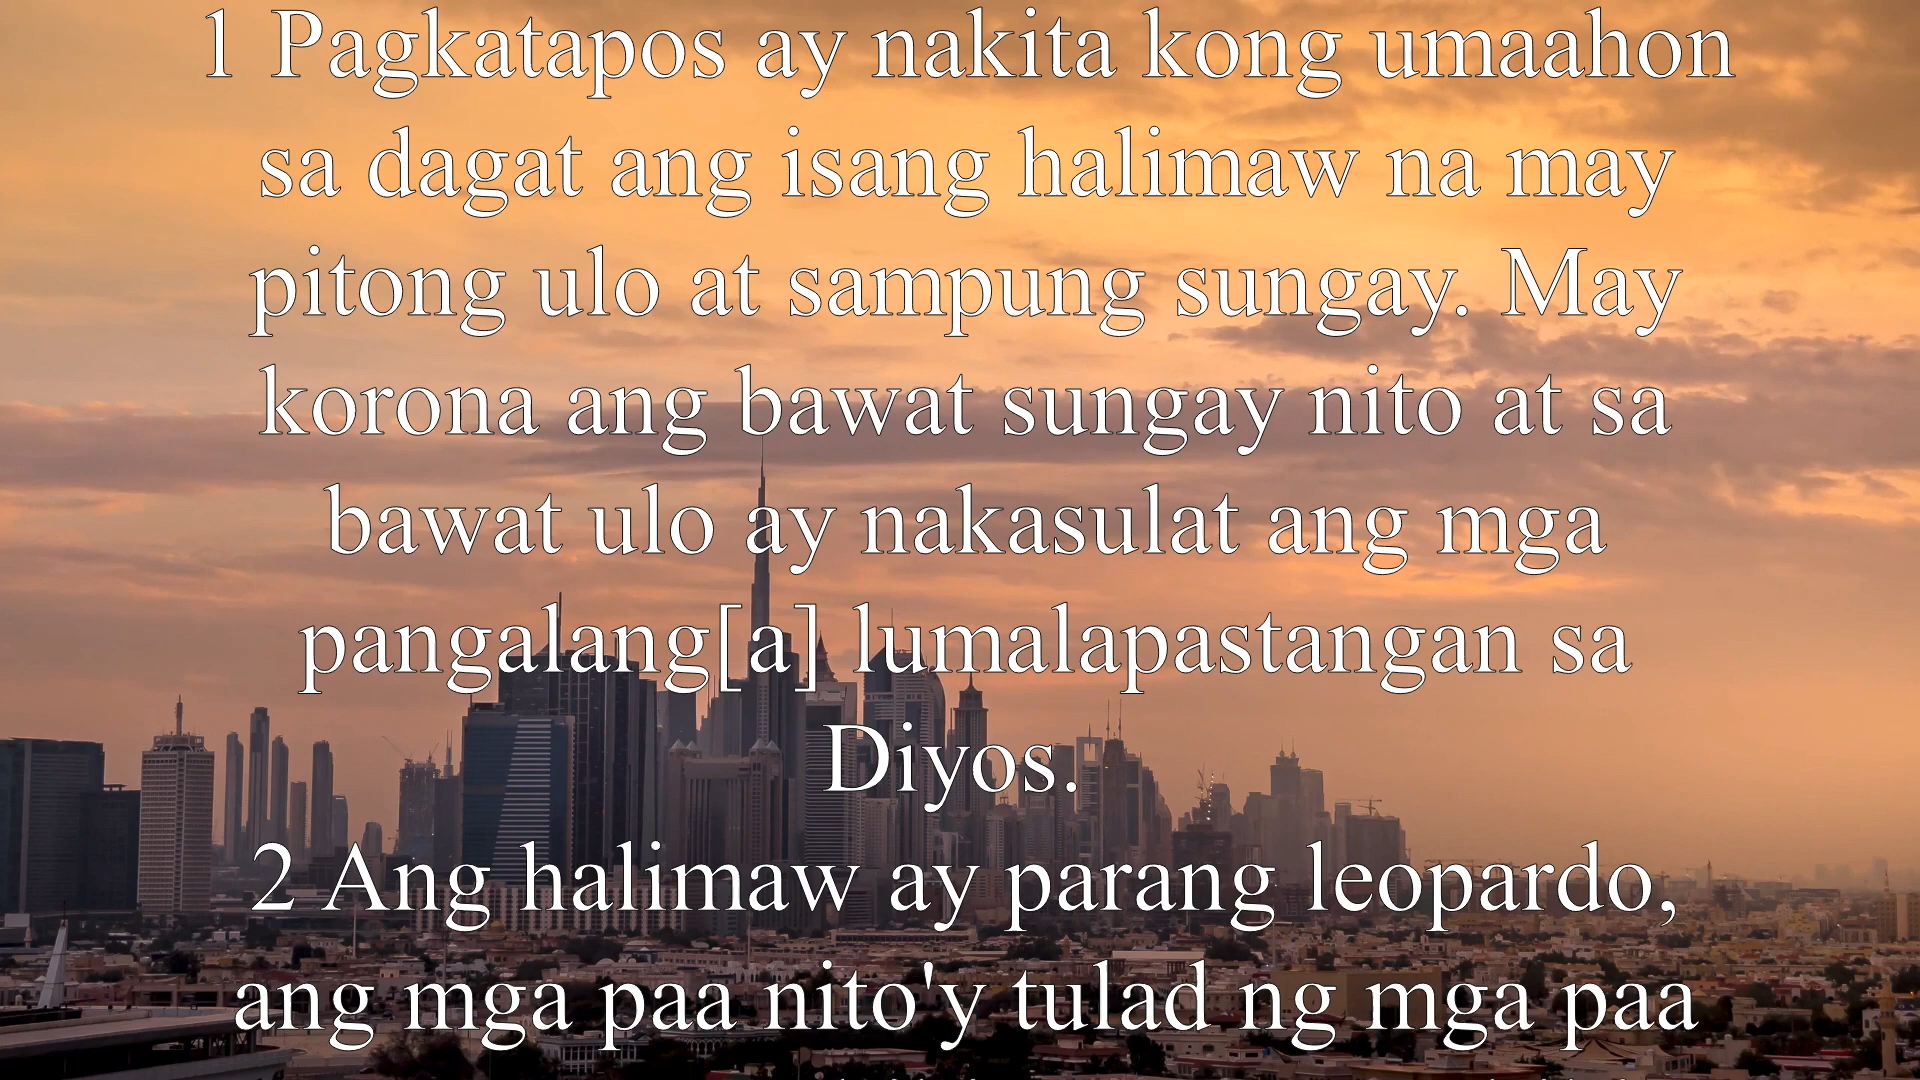 1 Pagkatapos ay nakita kong umaahon
sa dagat ang isang halimaw na may
pitong ulo at sampung sungay. May
korona ang bawat sungay nito at sa
bawat ulo ay nakasulat ang mga
pangalang[a] lumalapastangan sa
Diyos.
2 Ang halimaw ay parang leopardo,
ang mga paa nito'y tulad ng mga paa